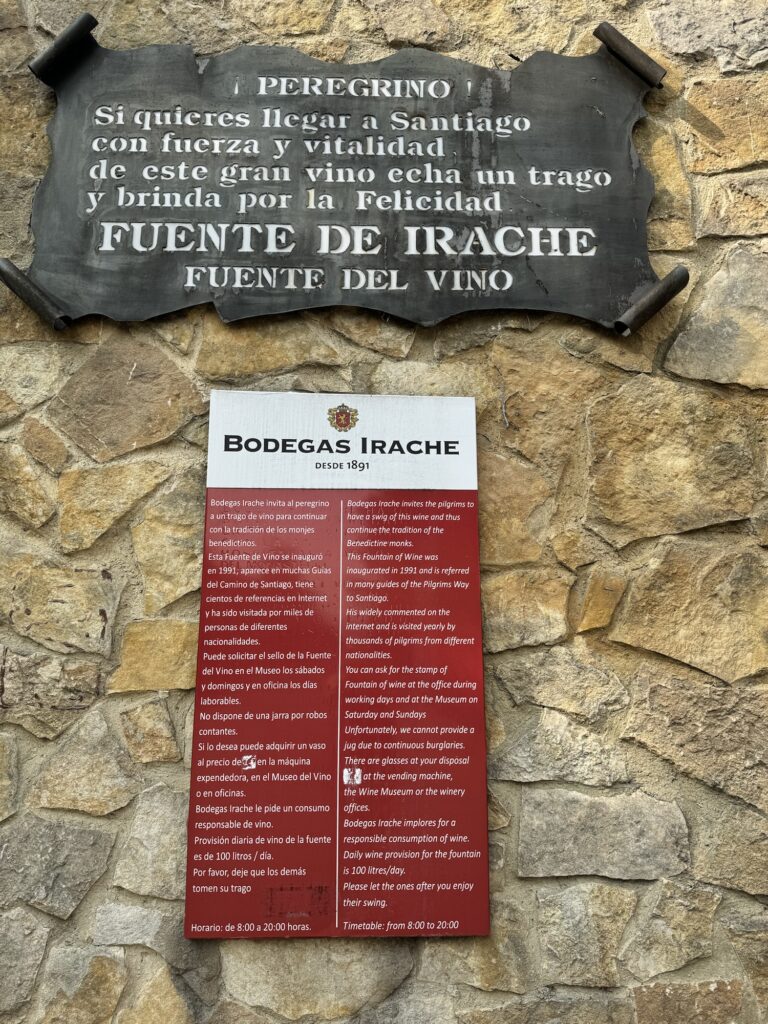 ¡ PEREGRINO !
Si quieres llegar a Santiago
con fuerza y vitalidad
de este gran vino echa un trago
y brinda por la Felicidad
FUENTE DE IRACHE
FUENTE DEL VINO
BODEGAS IRACHE
DESDE 1891
Bodegas Irache invita al peregrino
a un trago de vino para continuar
con la tradición de los monjes
benedictinos.
Esta Fuente de Vino se inauguró
en 1991, aparece en muchas Guías
del Camino de Santiago, tiene
cientos de referencias en Internet
y ha sido visitada por miles de
personas de diferentes
nacionalidades.
Puede solicitar el sello de la Fuente
del Vino en el Museo los sábados
y domingos y en oficina los días
laborables.
No dispone de una jarra por robos
contantes.
Si lo desea puede adquirir un vaso
al precio de en la máquina
expendedora, en el Museo del Vino
o en oficinas.
Bodegas Irache le pide un consumo
responsable de vino.
Provisión diaria de vino de la fuente
es de 100 litros / día.
Por favor, deje que los demás
tomen su trago
Horario: de 8:00 a 20:00 horas.
Bodegas Irache invites the pilgrims to
have a swig of this wine and thus
continue the tradition of the
Benedictine monks.
This Fountain of Wine was
inaugurated in 1991 and is referred
in many guides of the Pilgrims Way
to Santiago.
His widely commented on the
internet and is visited yearly by
thousands of pilgrims from different
nationalities.
You can ask for the stamp of
Fountain of wine at the office during
working days and at the Museum on
Saturday and Sundays
Unfortunately, we cannot provide a
jug due to continuous burglaries.
There are glasses at your disposal
at the vending machine,
the Wine Museum or the winery
offices.
Bodegas Irache implores for a
responsible consumption of wine.
Daily wine provision for the fountain
is 100 litres/day.
Please let the ones after you enjoy
their swing.
Timetable: from 8:00 to 20:00